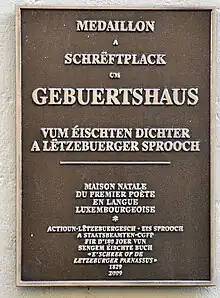 MEDAILLON
A
SCHRËFTPLACK
UM
GEBUERTSHAUS
VUM ÉISCHTEN DICHTER
A LËTZEBUERGER SPROOCH
MAISON NATALE
DU PREMIER POÈTE
EN LANGUE
LUXEMBOURGEOISE
*
ACTIOUN-LËTZEBUERGESCH - EIS SPROOCH
A STAATSBEAMTEN-CGFP
FIR D'180 JOER VUN
SENGEM ÉISCHTE BUCH
«E'SCHREK OP DE
LETZEBURGER PARNASSUS»
1829
2009